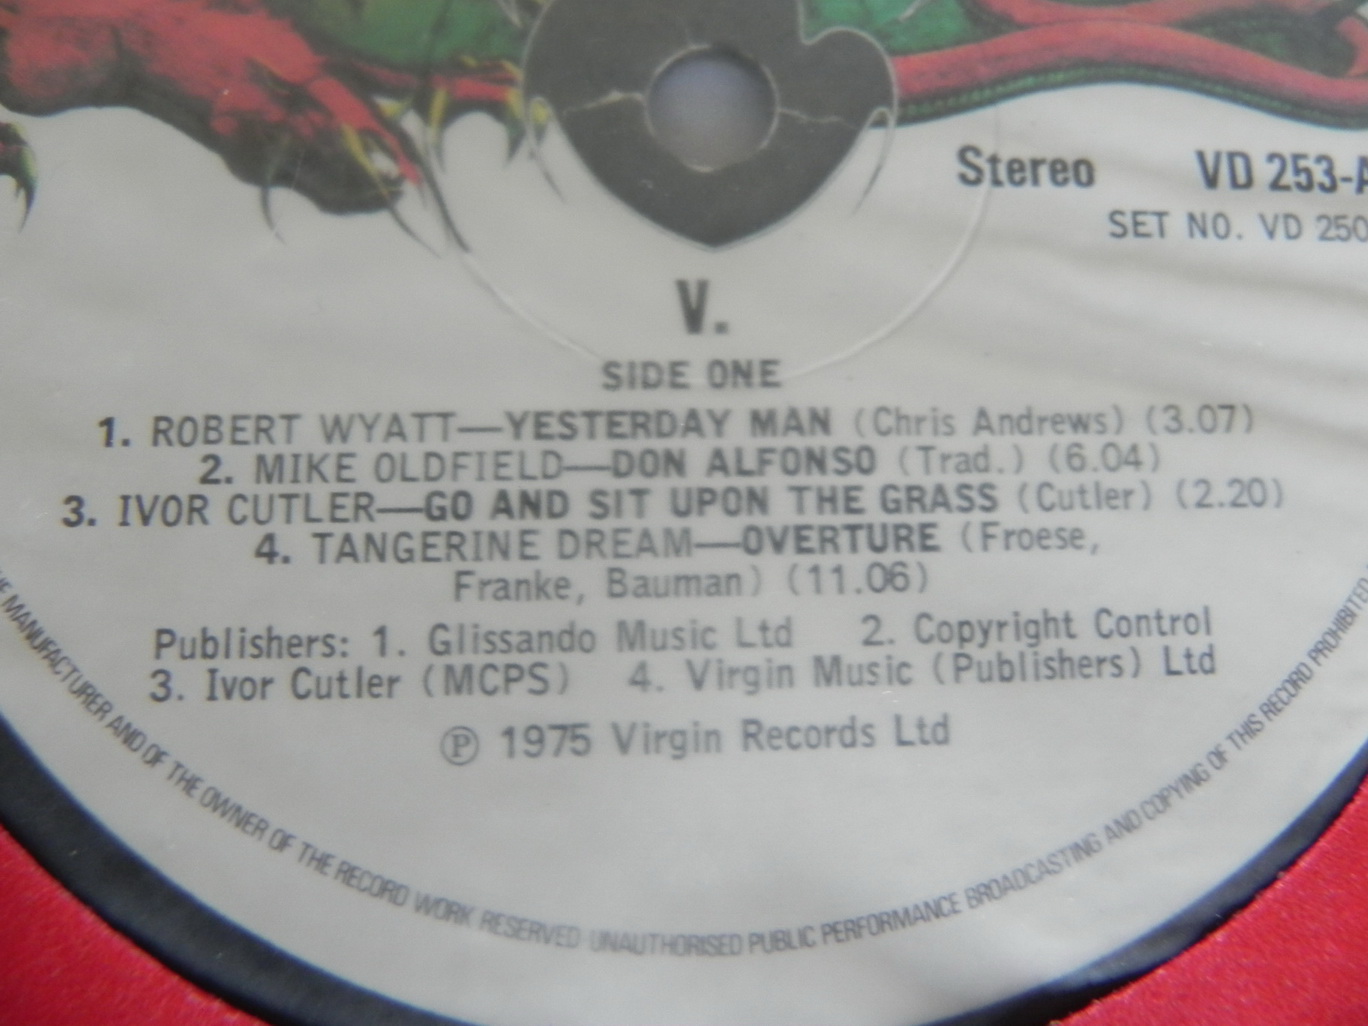 Stereo VD 253-A
SET NO. VD 250
V.
SIDE ONE
1. ROBERT WYATT—YESTERDAY MAN (Chris Andrews) (3.07)
2. MIKE OLDFIELD—DON ALFONSO (Trad.) (6.04)
3. IVOR CUTLER—GO AND SIT UPON THE GRASS (Cutler) (2.20)
4. TANGERINE DREAM—OVERTURE (Froese,
Franke, Bauman) (11.06)
Publishers: 1. Glissando Music Ltd 2. Copyright Control
3. Ivor Cutler (MCPS) 4. Virgin Music (Publishers) Ltd
℗ 1975 Virgin Records Ltd
MANUFACTURER AND OF THE OWNER OF THE RECORD WORK RESERVED UNAUTHORISED PUBLIC PERFORMANCE BROADCASTING AND COPYING OF THIS RECORD PROHIBITED